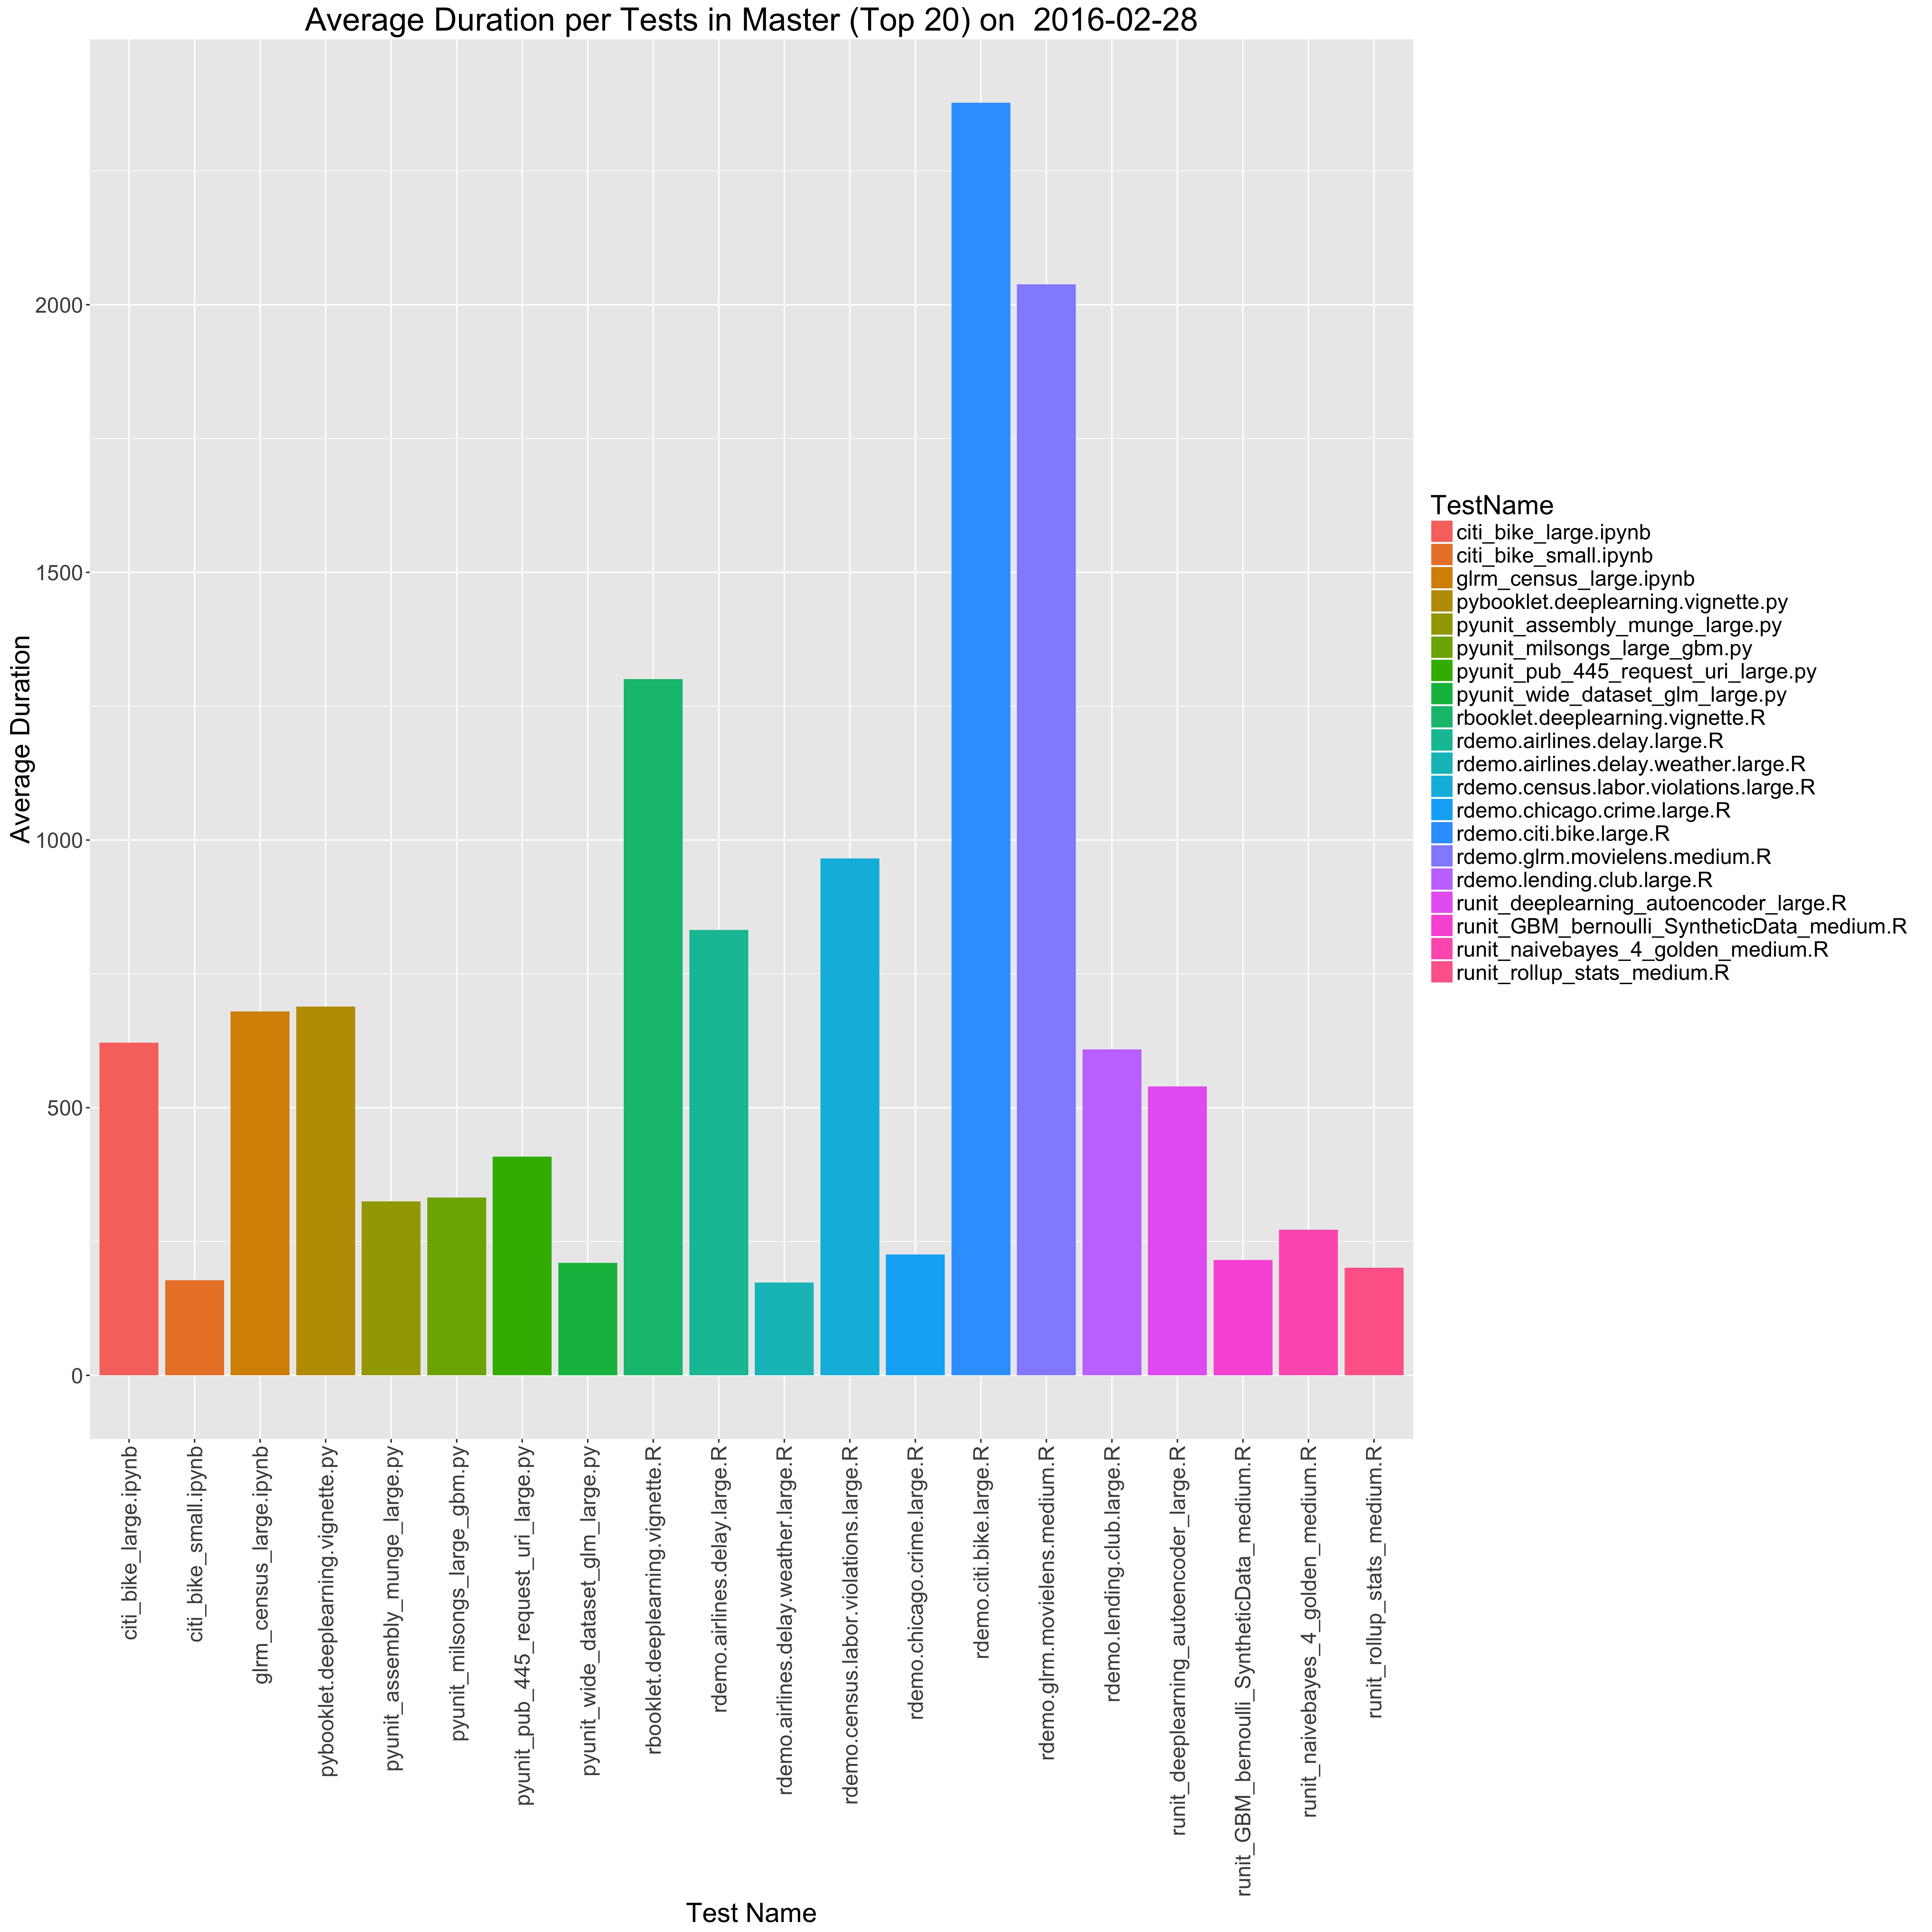 Average Duration per Tests in Master (Top 20) on  2016-02-28
Average Duration
2000
1500
1000
500
0
citi_bike_large.ipynb
citi_bike_small.ipynb
glrm_census_large.ipynb
pybooklet.deeplearning.vignette.py
pyunit_assembly_munge_large.py
pyunit_milsongs_large_gbm.py
pyunit_pub_445_request_uri_large.py
pyunit_wide_dataset_glm_large.py
rbooklet.deeplearning.vignette.R
rdemo.airlines.delay.large.R
rdemo.airlines.delay.weather.large.R
rdemo.census.labor.violations.large.R
rdemo.chicago.crime.large.R
rdemo.citi.bike.large.R
rdemo.glrm.movielens.medium.R
rdemo.lending.club.large.R
runit_deeplearning_autoencoder_large.R
runit_GBM_bernoulli_SyntheticData_medium.R
runit_naivebayes_4_golden_medium.R
runit_rollup_stats_medium.R
Test Name
TestName
citi_bike_large.ipynb
citi_bike_small.ipynb
glrm_census_large.ipynb
pybooklet.deeplearning.vignette.py
pyunit_assembly_munge_large.py
pyunit_milsongs_large_gbm.py
pyunit_pub_445_request_uri_large.py
pyunit_wide_dataset_glm_large.py
rbooklet.deeplearning.vignette.R
rdemo.airlines.delay.large.R
rdemo.airlines.delay.weather.large.R
rdemo.census.labor.violations.large.R
rdemo.chicago.crime.large.R
rdemo.citi.bike.large.R
rdemo.glrm.movielens.medium.R
rdemo.lending.club.large.R
runit_deeplearning_autoencoder_large.R
runit_GBM_bernoulli_SyntheticData_medium.R
runit_naivebayes_4_golden_medium.R
runit_rollup_stats_medium.R